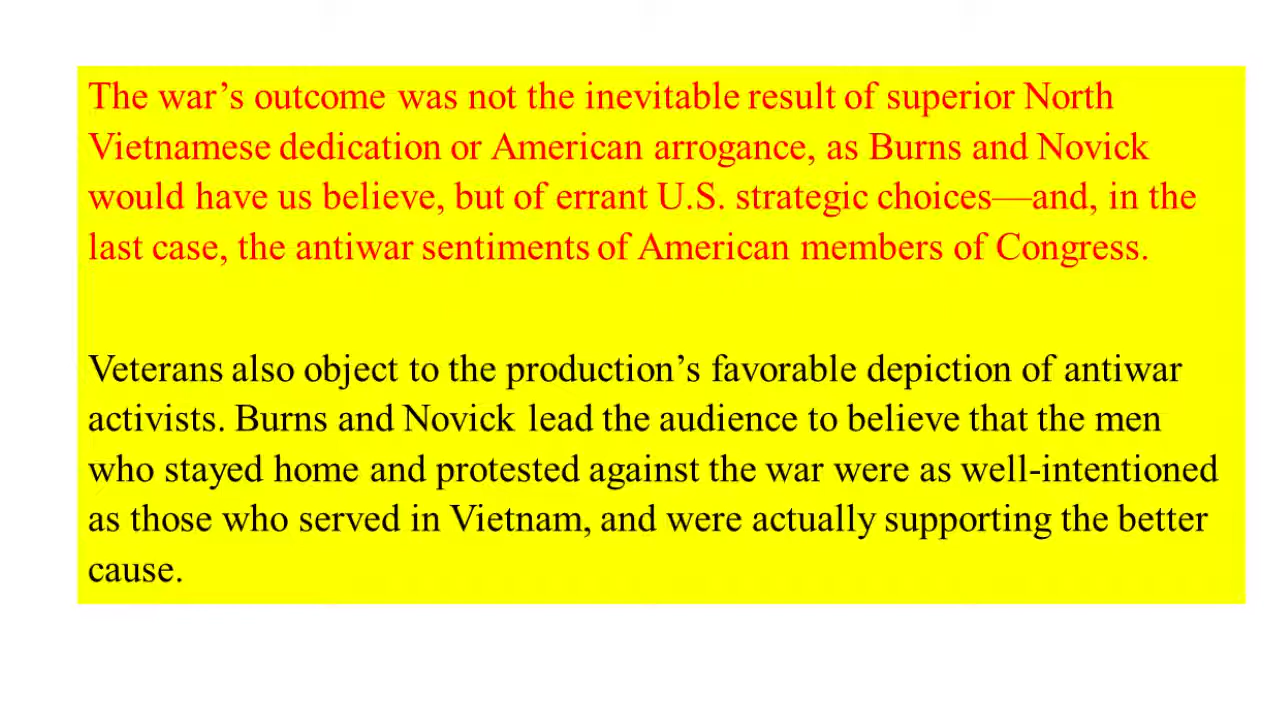 The war’s outcome was not the inevitable result of superior North
Vietnamese dedication or American arrogance, as Burns and Novick
would have us believe, but of errant U.S. strategic choices—and, in the
last case, the antiwar sentiments of American members of Congress.
Veterans also object to the production’s favorable depiction of antiwar
activists. Burns and Novick lead the audience to believe that the men
who stayed home and protested against the war were as well-intentioned
as those who served in Vietnam, and were actually supporting the better
cause.